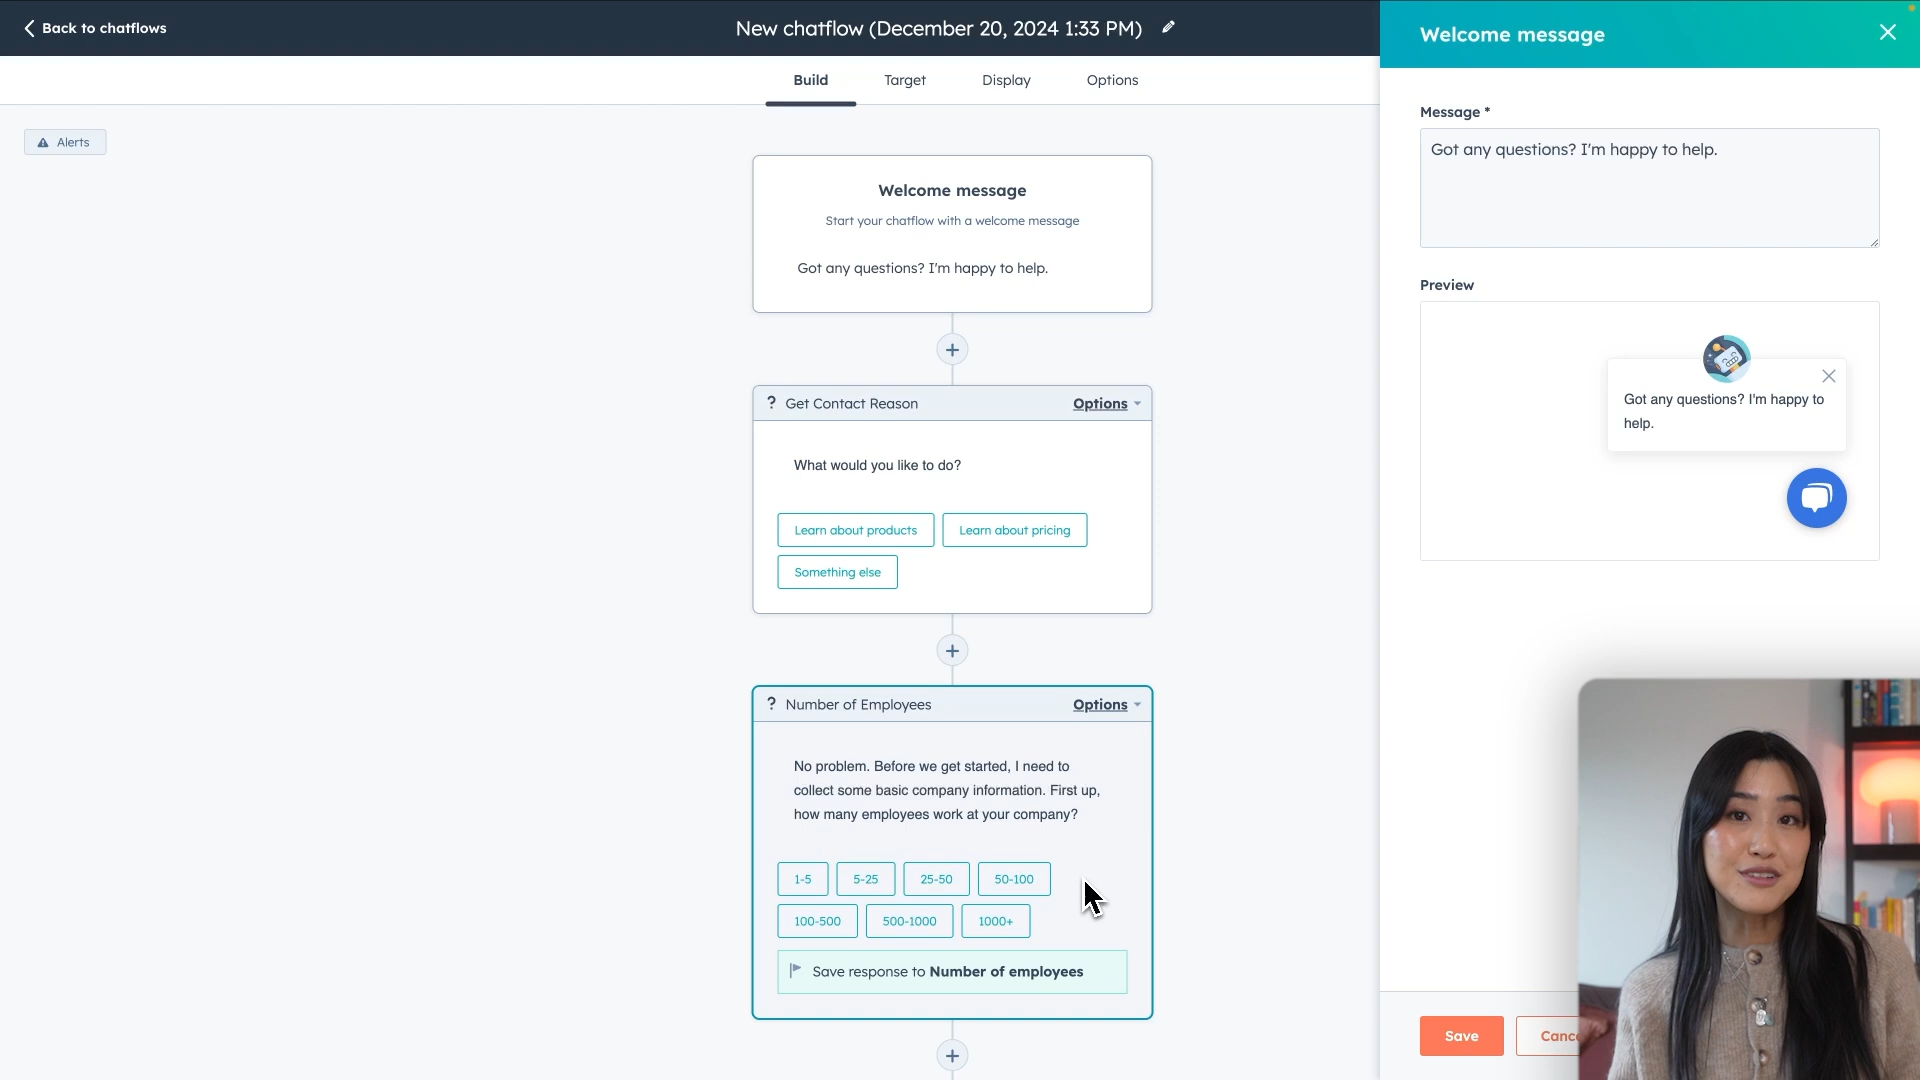 Back to chatflows
New chatflow (December 20, 2024 1:33 PM)
Build
Target
Display
Options
Alerts
Welcome message
Start your chatflow with a welcome message
Got any questions? I'm happy to help.
? Get Contact Reason
Options
What would you like to do?
Learn about products
Learn about pricing
Something else
? Number of Employees
Options
No problem. Before we get started, I need to
collect some basic company information. First up,
how many employees work at your company?
1-5
5-25
25-50
50-100
100-500
500-1000
1000+
Save response to Number of employees
Welcome message
Message *
Got any questions? I'm happy to help.
Preview
Got any questions? I'm happy to
help.
Save